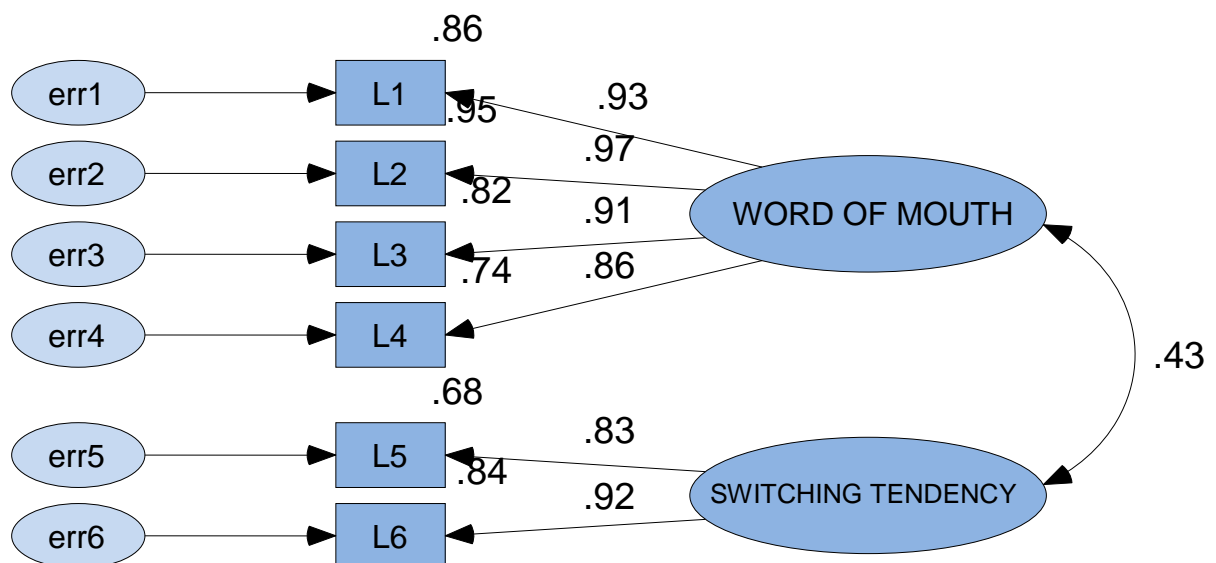 .86
err1
L1
.93
.95
err2
L2
.97
.82
WORD OF MOUTH
err3
L3
.91
.74
.86
err4
L4
.43
.68
err5
L5
.83
.84
SWITCHING TENDENCY
err6
L6
.92